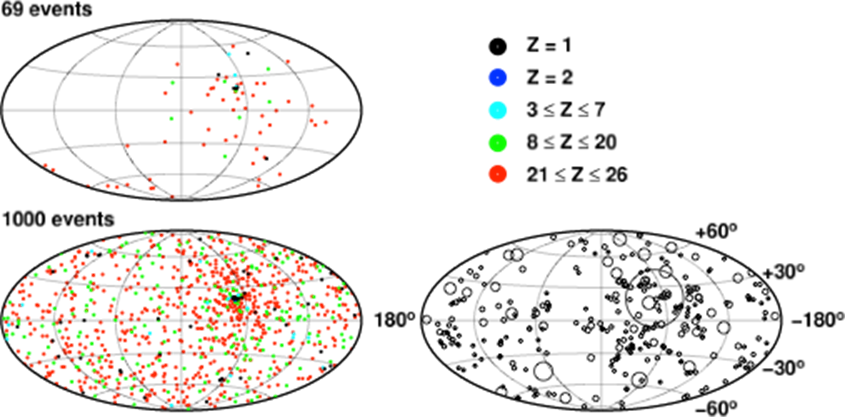 69 events
Z = 1
Z = 2
3 ≤ Z ≤ 7
8 ≤ Z ≤ 20
21 ≤ Z ≤ 26
1000 events
+60°
+30°
180°
−180°
−30°
−60°